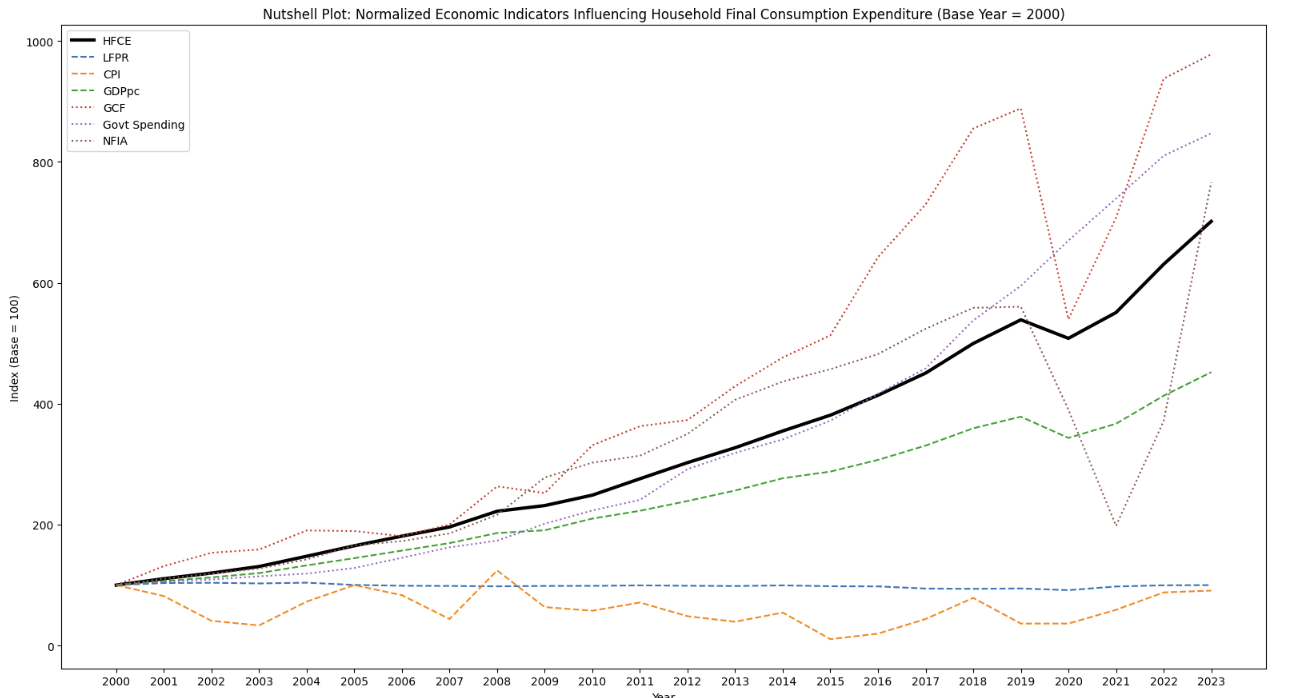 Nutshell Plot: Normalized Economic Indicators Influencing Household Final Consumption Expenditure (Base Year = 2000)
HFCE
LFPR
CPI
GDPpc
GCF
Govt Spending
NFIA
1000
800
600
400
200
0
Index (Base = 100)
2000 2001 2002 2003 2004 2005 2006 2007 2008 2009 2010 2011 2012 2013 2014 2015 2016 2017 2018 2019 2020 2021 2022 2023
Year